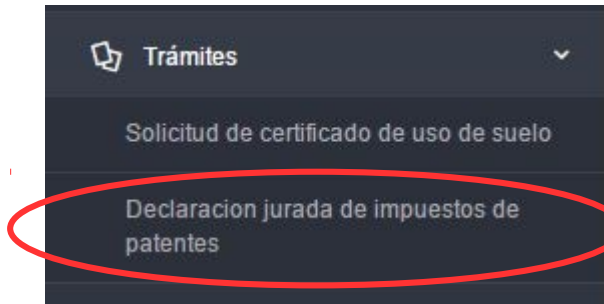 Trámites
Solicitud de certificado de uso de suelo
Declaracion jurada de impuestos de
patentes